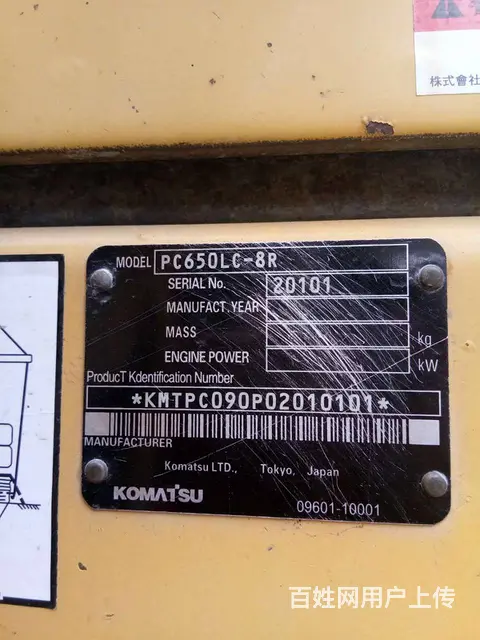 株式會社
MODEL PC650LC-8R
SERIAL No. 20101
MANUFACT.YEAR
MASS kg
ENGINE POWER kW
ProducT Kdentification Number
*KMTPC090P02010101*
MANUFACTURER
Komatsu LTD., Tokyo, Japan
KOMATSU
09601-10001
百姓网用户上传